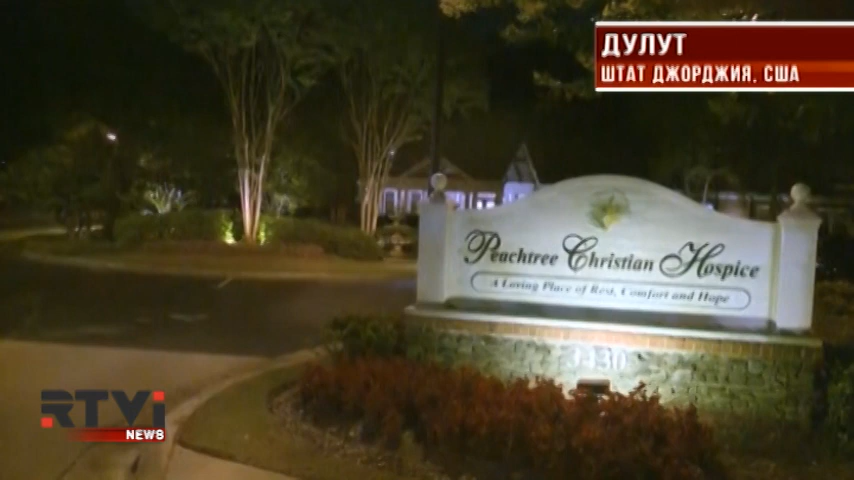 ДУЛУТ
ШТАТ ДЖОРДЖИЯ, США
Peachtree Christian Hospice
A Loving Place of Rest, Comfort and Hope
RTVi
NEWS